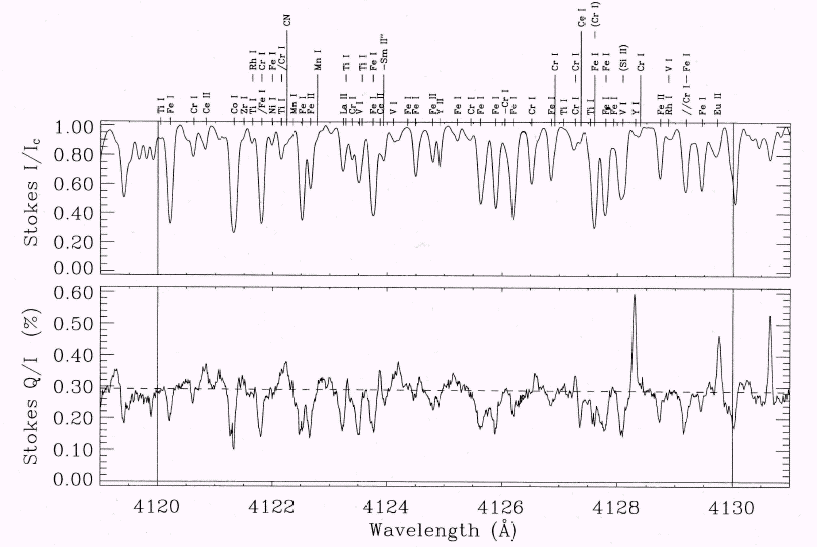 CN
Ce I
(Cr I)
Rh I
Cr I
Fe I
/Cr I
Mn I
Ti I
Ti I
Fe I
Sm II"
Cr I
Cr I
Fe I
Fe I
(Si II)
Cr I
V I
Fe I
Ti I
Fe I
Cr I
Ce II
Co I
Zr I
Ti I
/Fe I
Ni I
Ti I
Mn I
Fe I
Fe II
La II
Cr I
V I
Fe I
Ce II
V I
Fe I
Fe I
Fe II
Y II
Fe I
Cr I
Fe I
Fe I
Cr I
Fe I
Cr I
Fe I
Ti I
Cr I
Ti I
Fe I
Fe I
V I
Y I
Fe II
Rh I
//Cr I
Fe I
Eu II
1.00
0.80
0.60
0.40
0.20
0.00
Stokes I/Ic
0.60
0.50
0.40
0.30
0.20
0.10
0.00
Stokes Q/I (%)
4120 4122 4124 4126 4128 4130
Wavelength (Å)